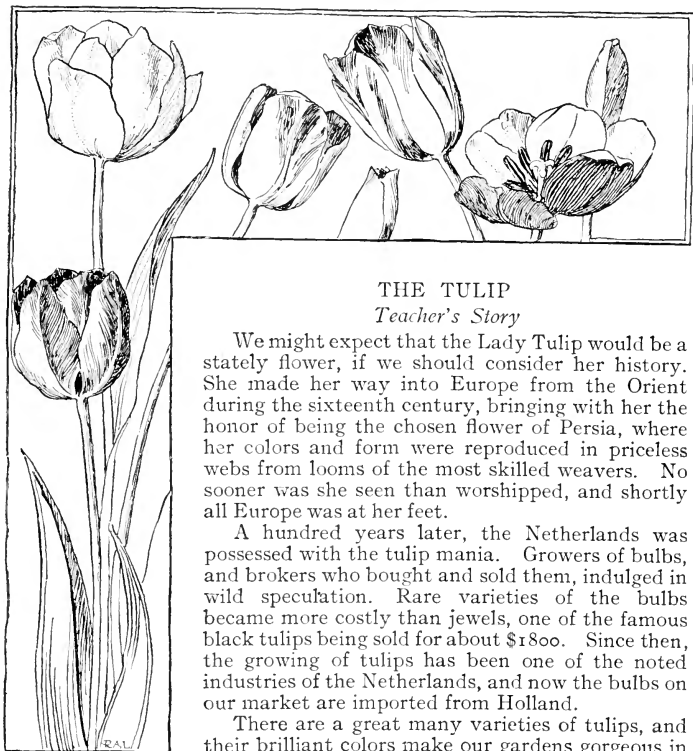 THE TULIP
Teacher's Story
We might expect that the Lady Tulip would be a
stately flower, if we should consider her history.
She made her way into Europe from the Orient
during the sixteenth century, bringing with her the
honor of being the chosen flower of Persia, where
her colors and form were reproduced in priceless
webs from looms of the most skilled weavers. No
sooner was she seen than worshipped, and shortly
all Europe was at her feet.
A hundred years later, the Netherlands was
possessed with the tulip mania. Growers of bulbs,
and brokers who bought and sold them, indulged in
wild speculation. Rare varieties of the bulbs
became more costly than jewels, one of the famous
black tulips being sold for about $1800. Since then,
the growing of tulips has been one of the noted
industries of the Netherlands, and now the bulbs on
our market are imported from Holland.
There are a great many varieties of tulips, and
their brilliant colors make our gardens gorgeous in
R.A.L.